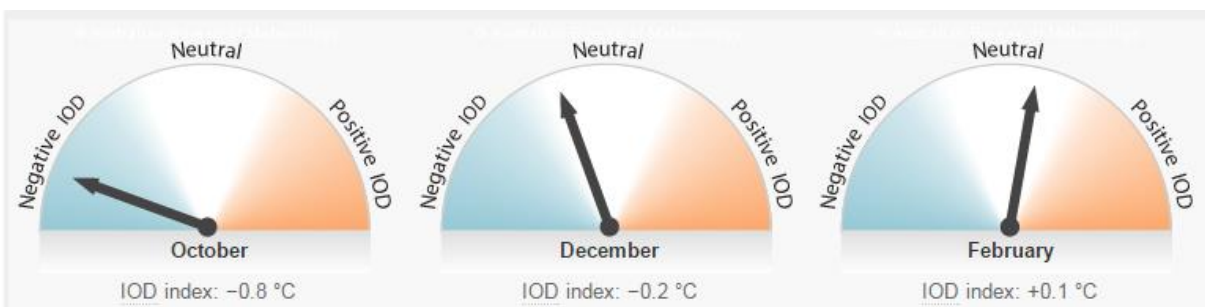 Neutral
Negative IOD
Positive IOD
October
IOD index: −0.8 °C
Neutral
Negative IOD
Positive IOD
December
IOD index: −0.2 °C
Neutral
Negative IOD
Positive IOD
February
IOD index: +0.1 °C